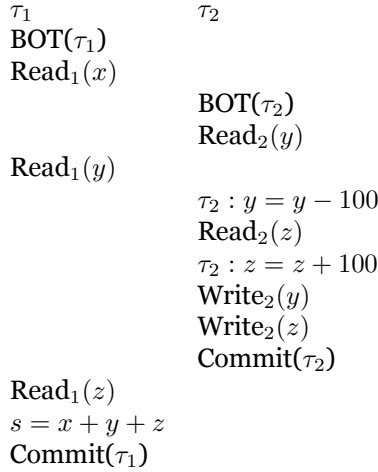 τ₁ τ₂
BOT(τ₁)
Read₁(x)
BOT(τ₂)
Read₂(y)
Read₁(y)
τ₂ : y = y − 100
Read₂(z)
τ₂ : z = z + 100
Write₂(y)
Write₂(z)
Commit(τ₂)
Read₁(z)
s = x + y + z
Commit(τ₁)